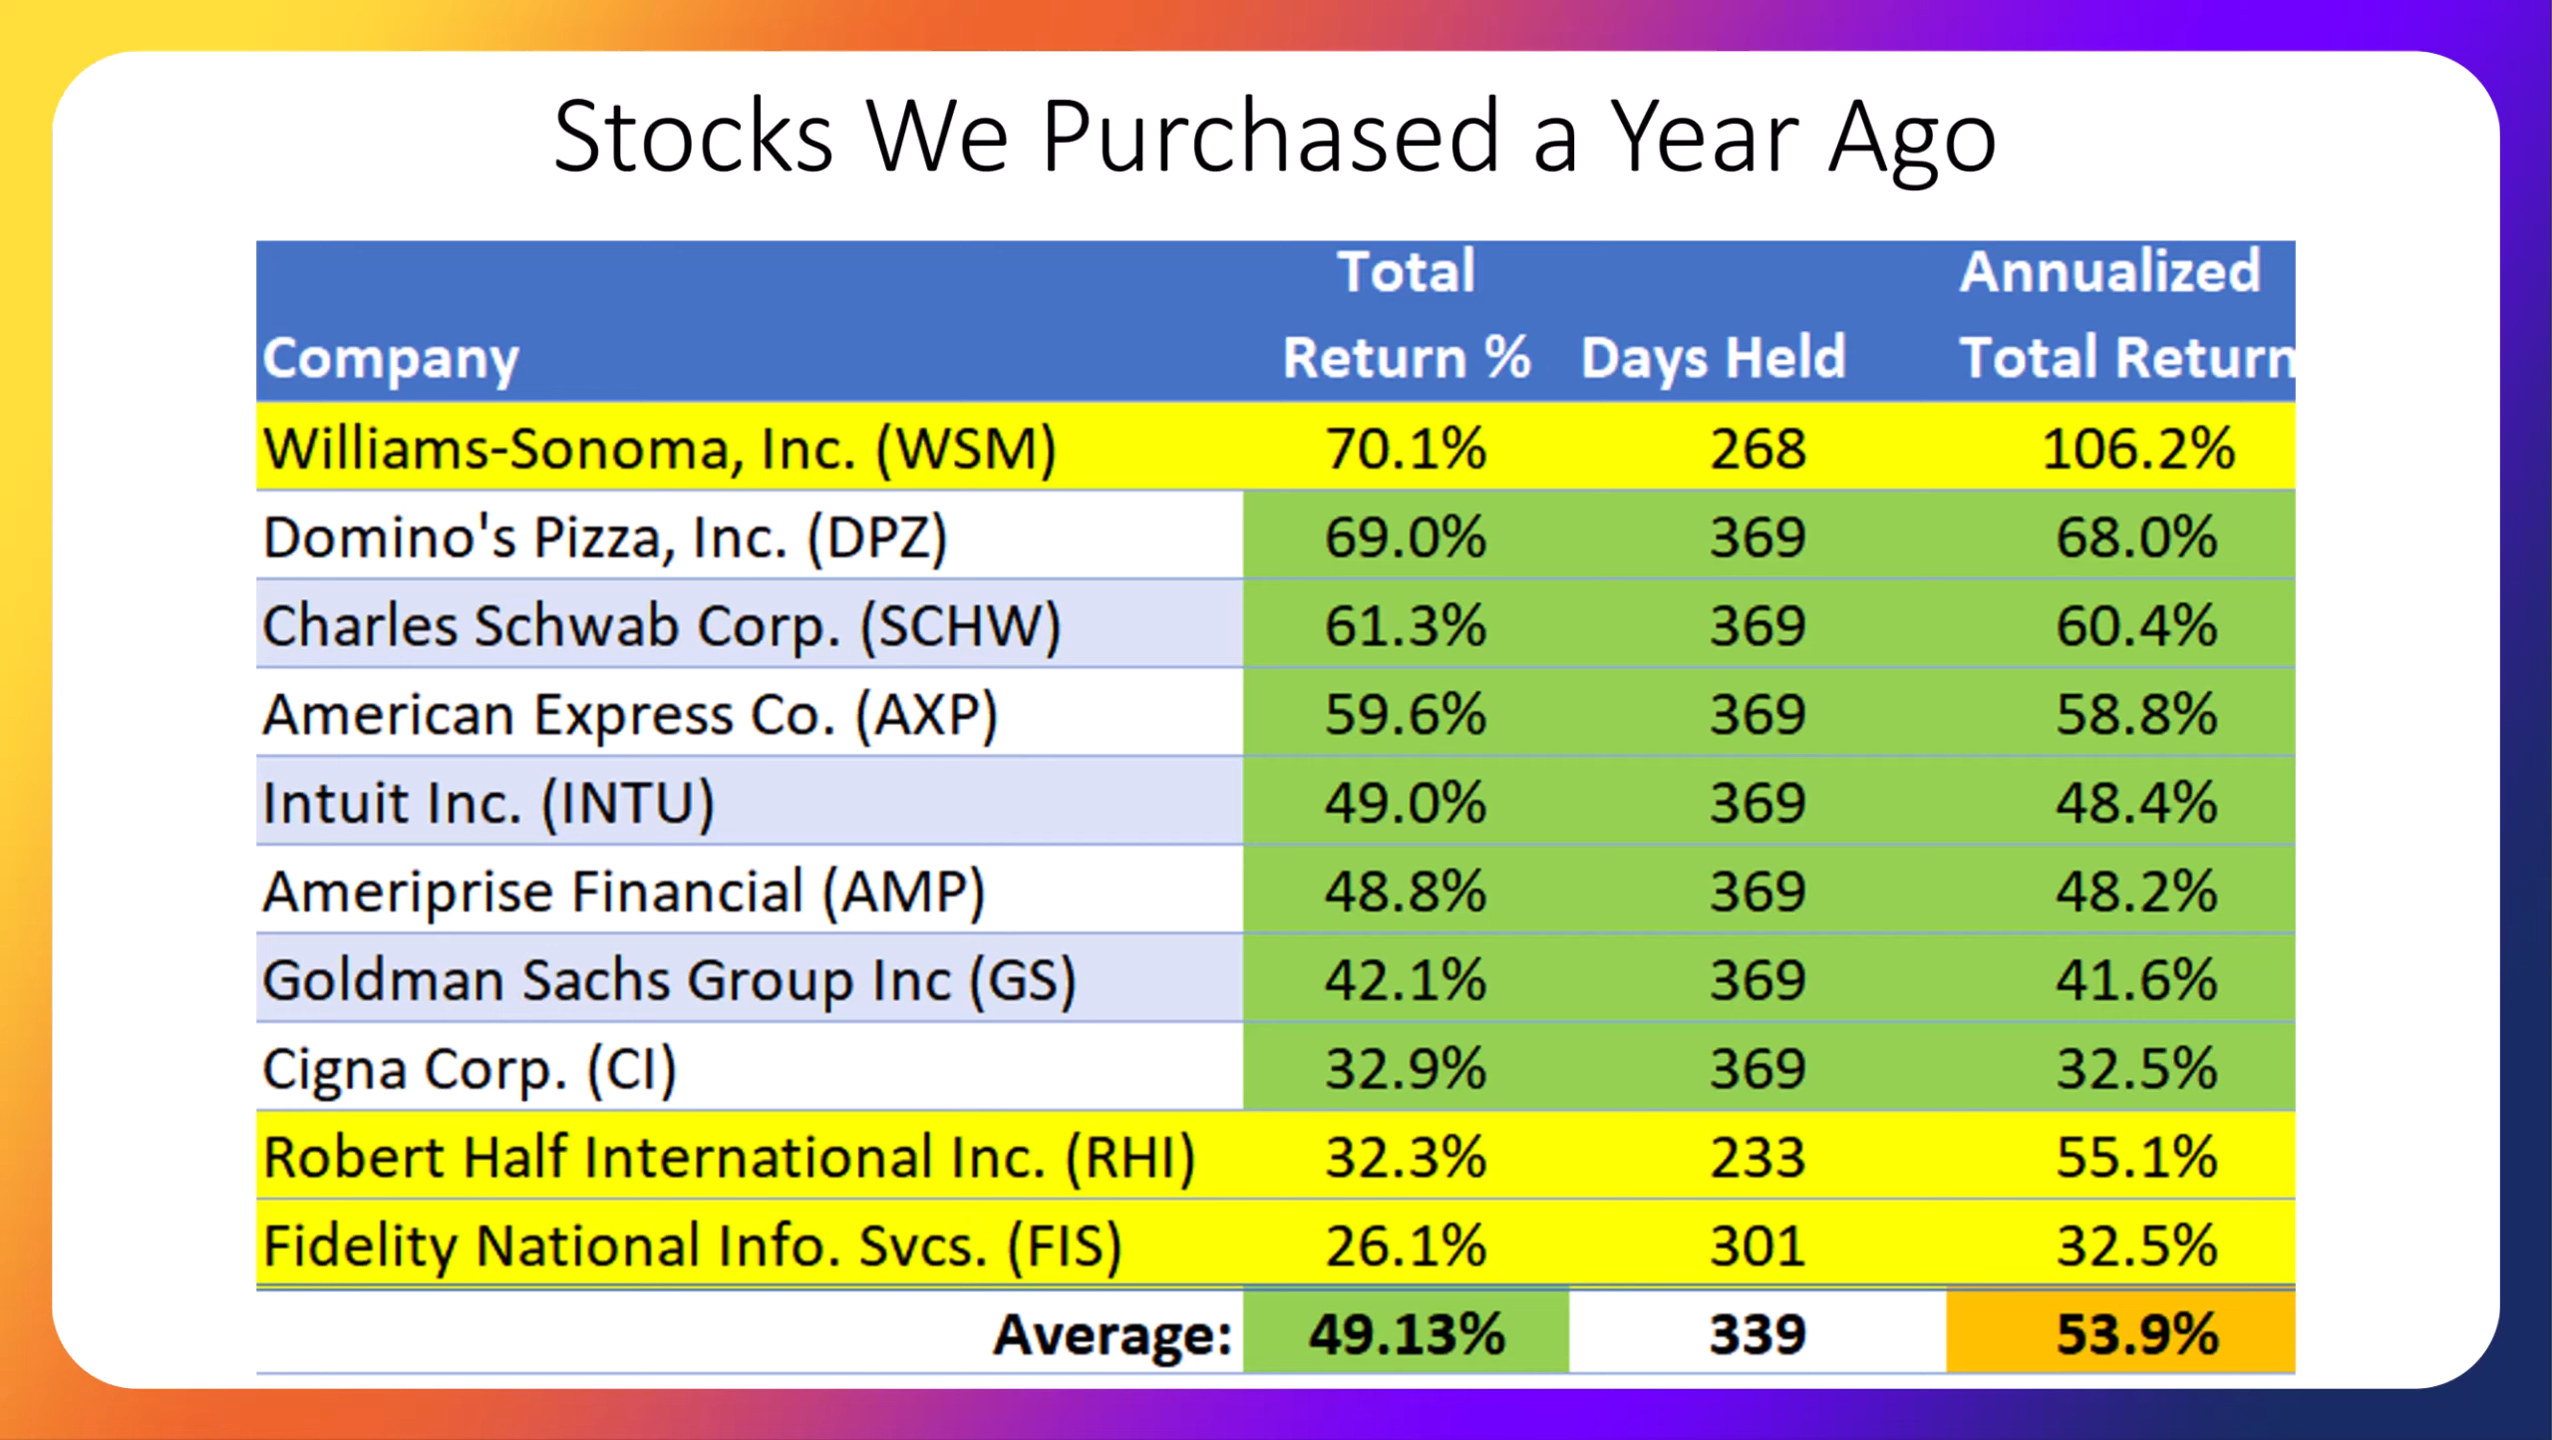 Stocks We Purchased a Year Ago
Total Annualized
Company Return % Days Held Total Return
Williams-Sonoma, Inc. (WSM) 70.1% 268 106.2%
Domino's Pizza, Inc. (DPZ) 69.0% 369 68.0%
Charles Schwab Corp. (SCHW) 61.3% 369 60.4%
American Express Co. (AXP) 59.6% 369 58.8%
Intuit Inc. (INTU) 49.0% 369 48.4%
Ameriprise Financial (AMP) 48.8% 369 48.2%
Goldman Sachs Group Inc (GS) 42.1% 369 41.6%
Cigna Corp. (CI) 32.9% 369 32.5%
Robert Half International Inc. (RHI) 32.3% 233 55.1%
Fidelity National Info. Svcs. (FIS) 26.1% 301 32.5%
Average: 49.13% 339 53.9%